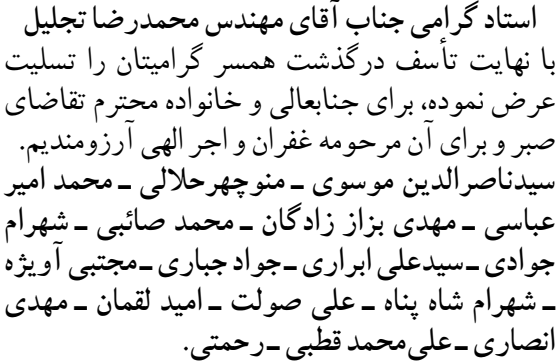 استاد گرامی جناب آقای مهندس محمدرضا تجلیل
با نهایت تأسف درگذشت همسر گرامیتان را تسلیت
عرض نموده، برای جنابعالی و خانواده محترم تقاضای
صبر و برای آن مرحومه غفران و اجر الهی آرزومندیم.
سیدناصرالدین موسوی ـ منوچهرحلالی ـ محمد امیر
عباسی ـ مهدی بزاز زادگان ـ محمد صائبی ـ شهرام
جوادی ـ سیدعلی ابراری ـ جواد جباری ـ مجتبی آویژه
ـ شهرام شاه پناه ـ علی صولت ـ امید لقمان ـ مهدی
انصاری ـ علی‌محمد قطبی ـ رحمتی.